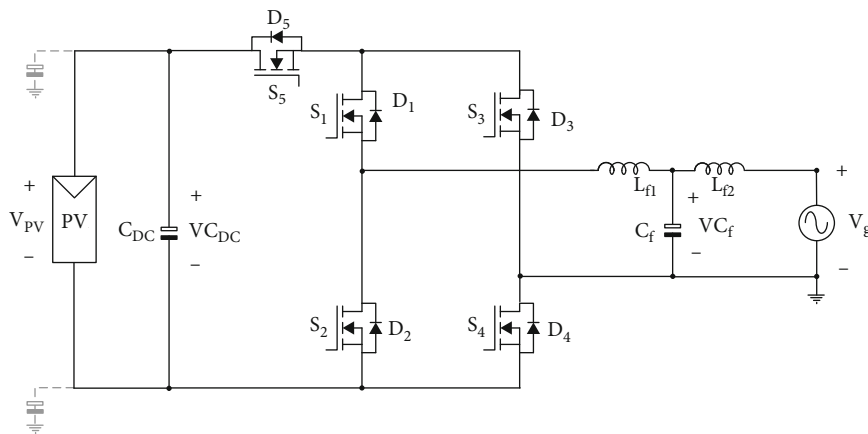 D5
S5
S1
D1
S3
D3
+
VPV
−
PV
CDC
+
VCDC
−
Lf1
Lf2
+
Cf
VCf
−
+
Vg
−
S2
D2
S4
D4